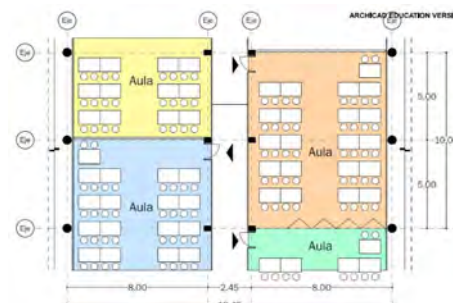 Eje Eje Eje Eje
ARCHICAD EDUCATION VERS
Eje
Aula
5,00
Aula
10,0
Eje
Aula
5,00
Eje
Aula
8,00 2,45 8,00